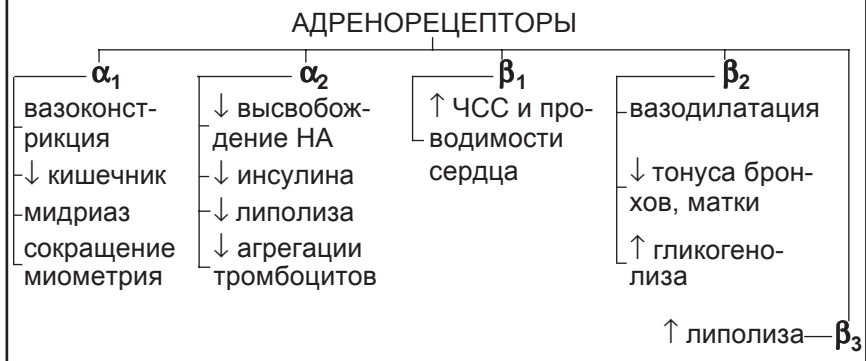 АДРЕНОРЕЦЕПТОРЫ
α1
вазоконст-
рикция
↓ кишечник
мидриаз
сокращение
миометрия
α2
↓ высвобож-
дение НА
↓ инсулина
↓ липолиза
↓ агрегации
тромбоцитов
β1
↑ ЧСС и про-
водимости
сердца
β2
вазодилатация
↓ тонуса брон-
хов, матки
↑ гликогено-
лиза
↑ липолиза β3